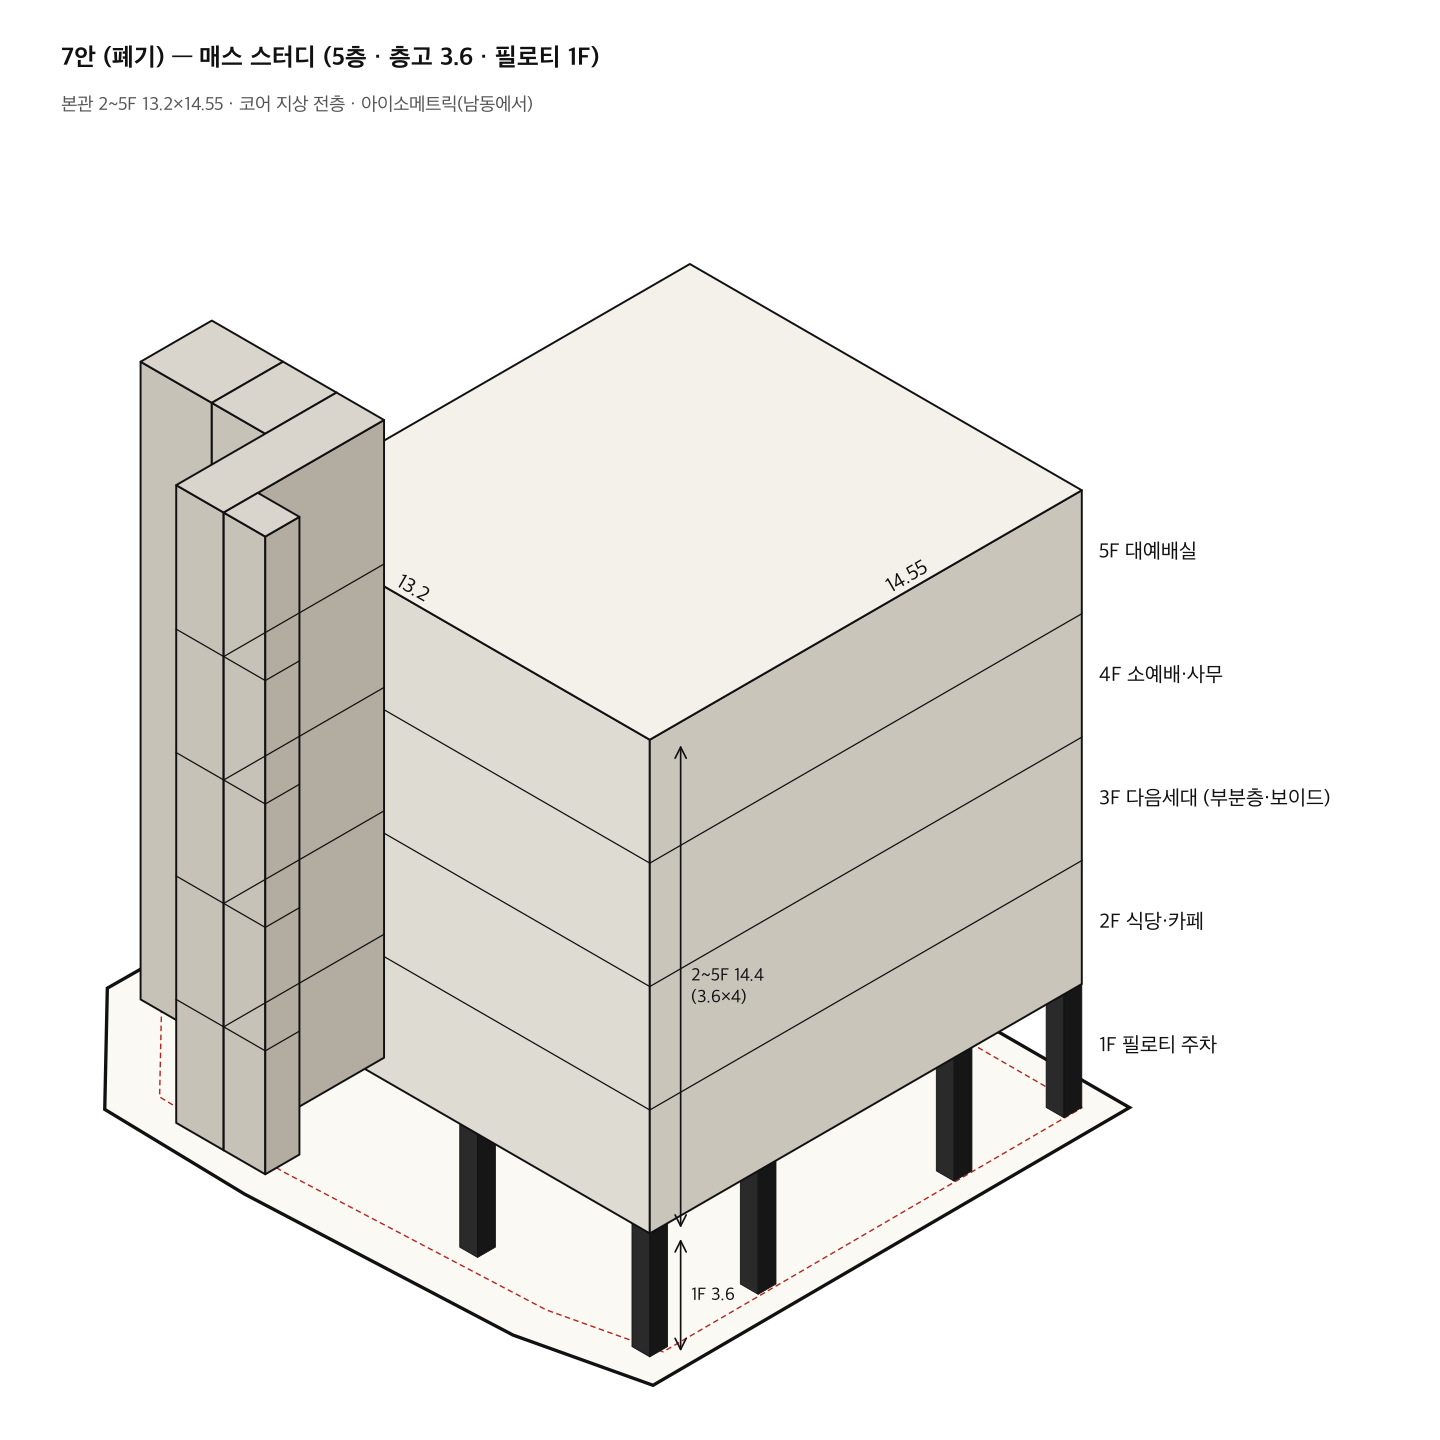 7안 (폐기) — 매스 스터디 (5층 · 층고 3.6 · 필로티 1F)
본관 2~5F 13.2×14.55 · 코어 지상 전층 · 아이소메트릭(남동에서)
13.2
14.55
5F 대예배실
4F 소예배·사무
3F 다음세대 (부분층·보이드)
2F 식당·카페
2~5F 14.4
(3.6×4)
1F 필로티 주차
1F 3.6